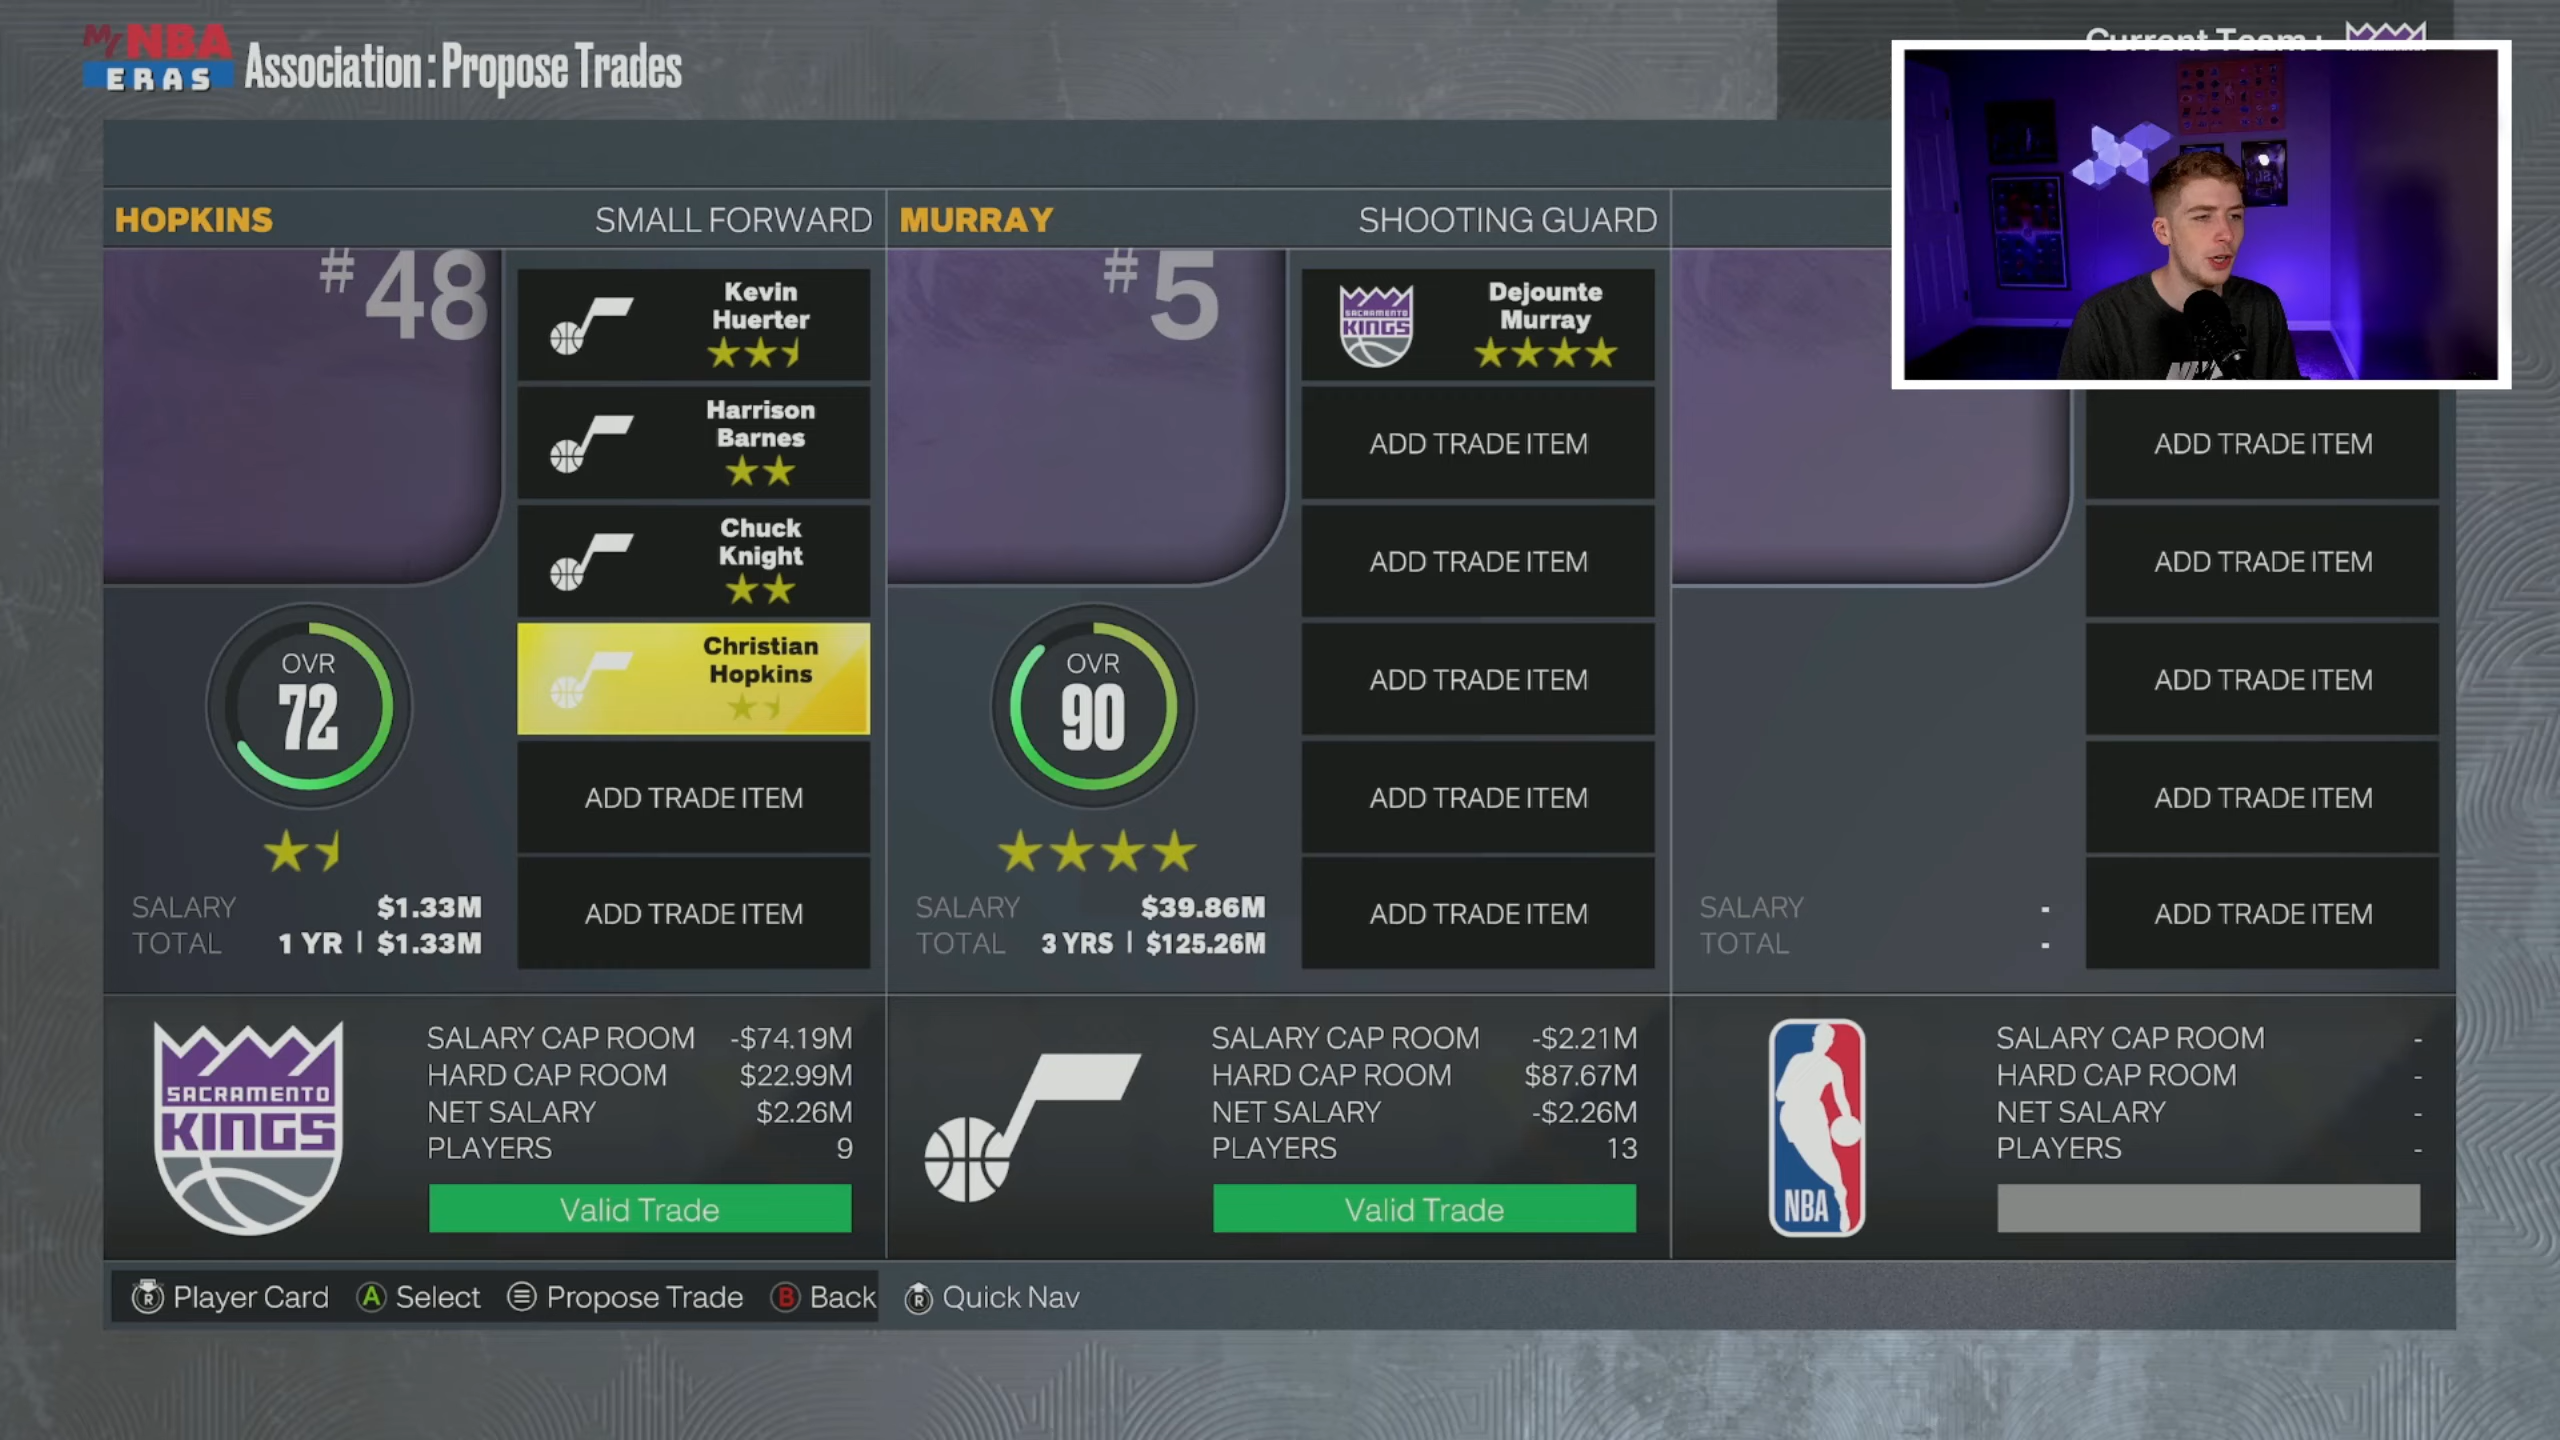 My NBA
ERAS
Association : Propose Trades
Current Team :
HOPKINS
SMALL FORWARD
#48
Kevin
Huerter
Harrison
Barnes
Chuck
Knight
Christian
Hopkins
ADD TRADE ITEM
ADD TRADE ITEM
OVR
72
SALARY $1.33M
TOTAL 1 YR | $1.33M
MURRAY
SHOOTING GUARD
#5
SACRAMENTO
KINGS
Dejounte
Murray
ADD TRADE ITEM
ADD TRADE ITEM
ADD TRADE ITEM
ADD TRADE ITEM
ADD TRADE ITEM
OVR
90
SALARY $39.86M
TOTAL 3 YRS | $125.26M
ADD TRADE ITEM
ADD TRADE ITEM
ADD TRADE ITEM
ADD TRADE ITEM
ADD TRADE ITEM
SALARY -
TOTAL -
SACRAMENTO
KINGS
SALARY CAP ROOM -$74.19M
HARD CAP ROOM $22.99M
NET SALARY $2.26M
PLAYERS 9
Valid Trade
SALARY CAP ROOM -$2.21M
HARD CAP ROOM $87.67M
NET SALARY -$2.26M
PLAYERS 13
Valid Trade
NBA
SALARY CAP ROOM -
HARD CAP ROOM -
NET SALARY -
PLAYERS -
R Player Card A Select Propose Trade B Back R Quick Nav